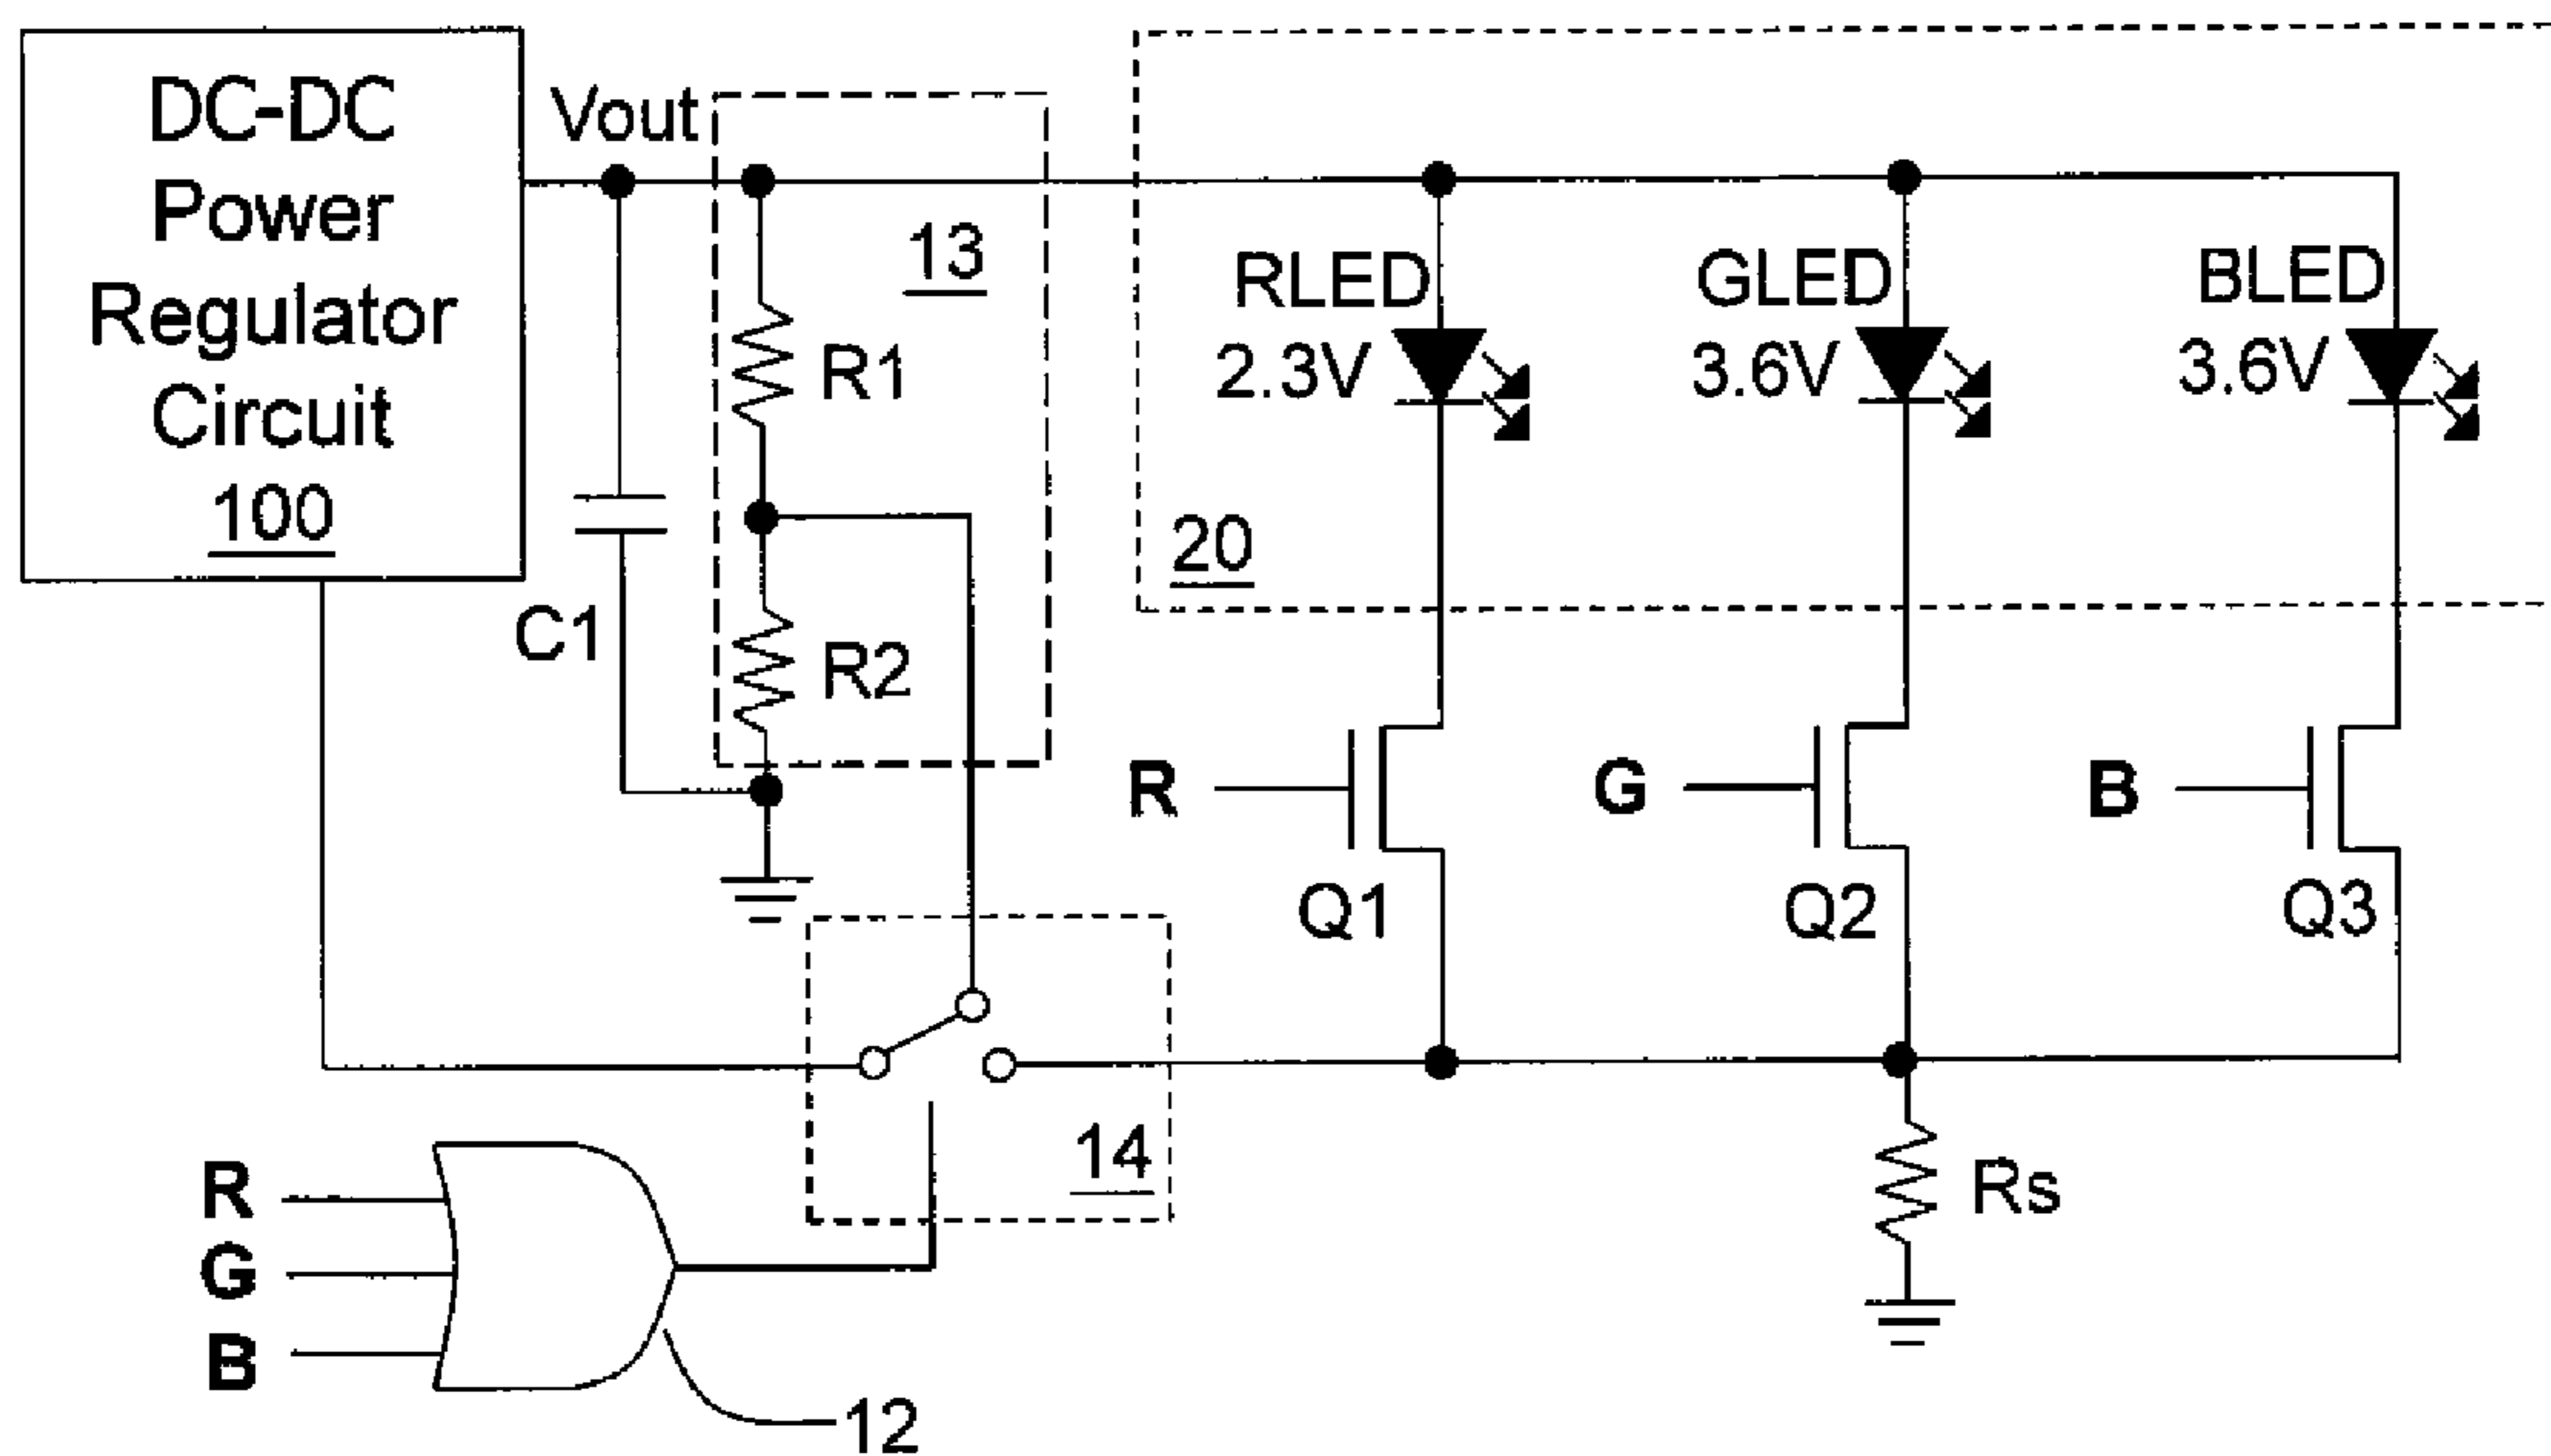 DC-DC
Power
Regulator
Circuit
100
Vout
13
R1
R2
C1
20
RLED
2.3V
GLED
3.6V
BLED
3.6V
R
G
B
Q1
Q2
Q3
14
Rs
R
G
B
12